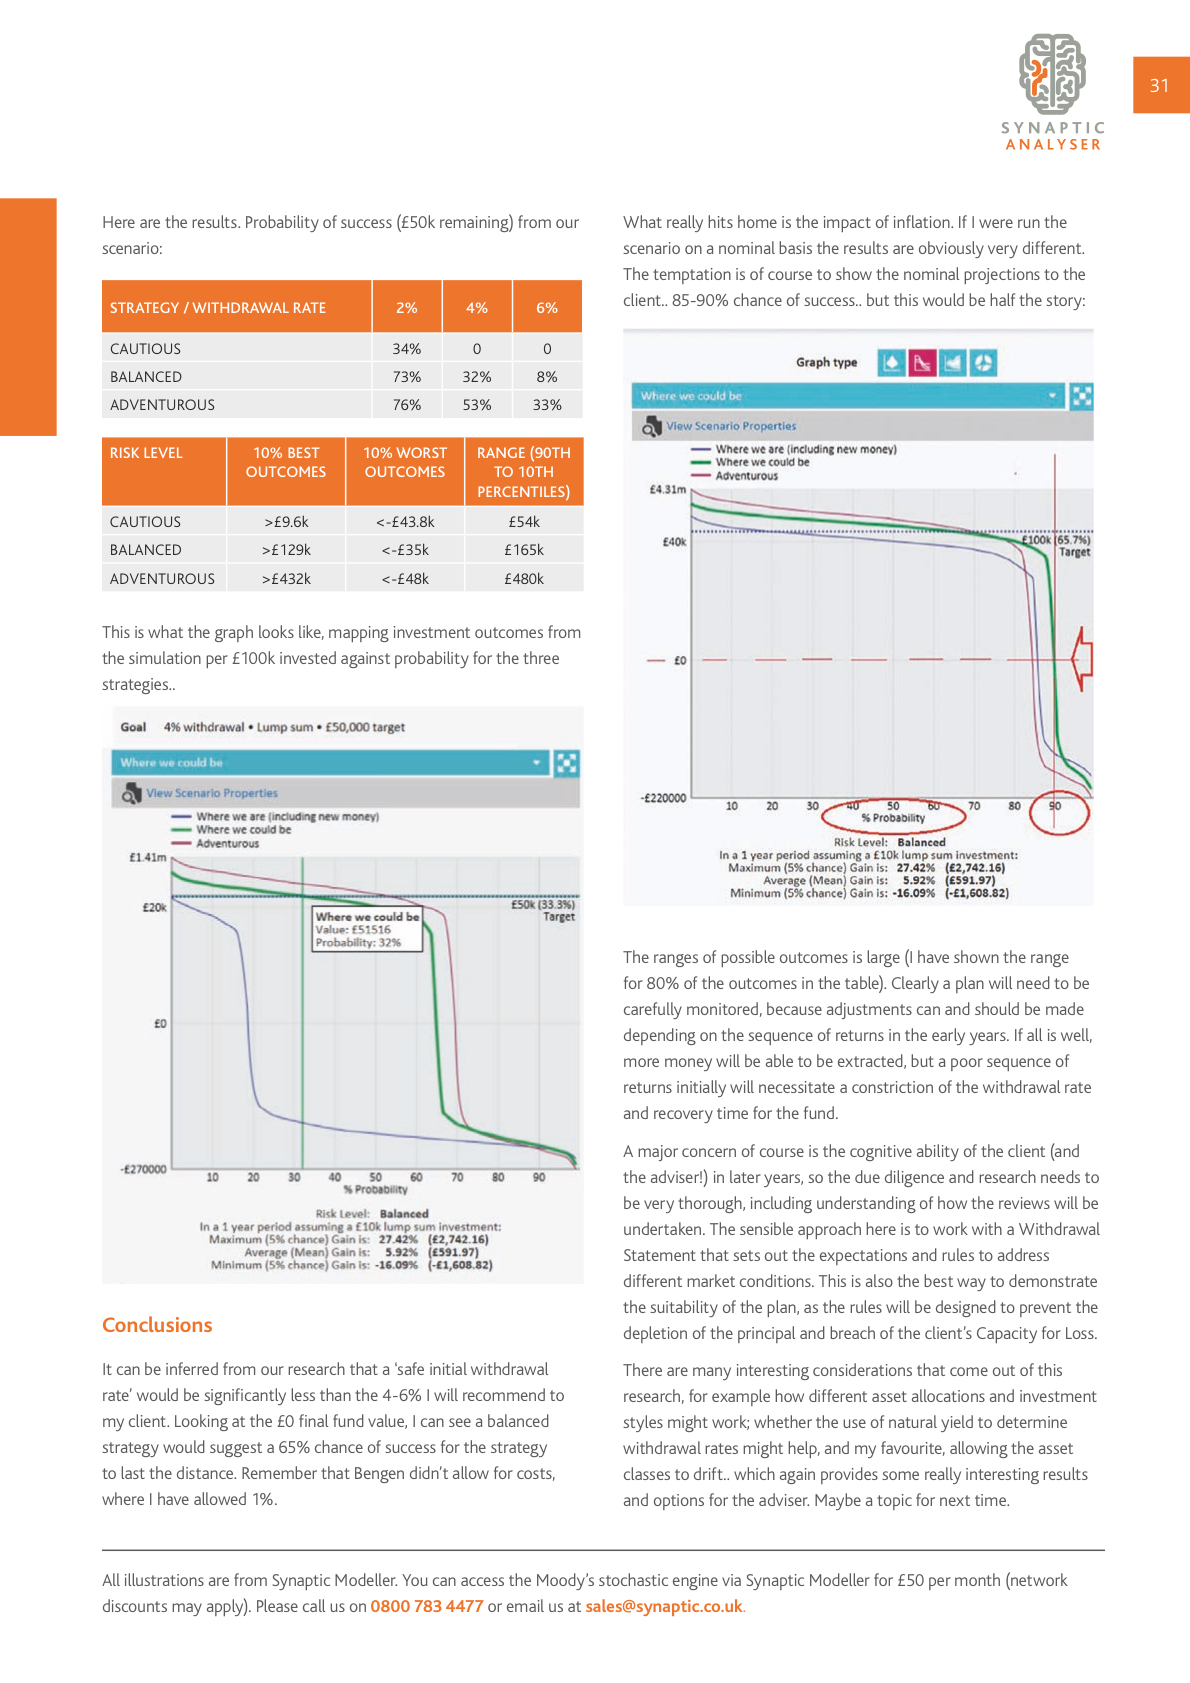 31
SYNAPTIC
ANALYSER
Here are the results. Probability of success (£50k remaining) from our
scenario:
STRATEGY / WITHDRAWAL RATE 2% 4% 6%
CAUTIOUS 34% 0 0
BALANCED 73% 32% 8%
ADVENTUROUS 76% 53% 33%
RISK LEVEL 10% BEST OUTCOMES 10% WORST OUTCOMES RANGE (90TH TO 10TH PERCENTILES)
CAUTIOUS >£9.6k <-£43.8k £54k
BALANCED >£129k <-£35k £165k
ADVENTUROUS >£432k <-£48k £480k
This is what the graph looks like, mapping investment outcomes from
the simulation per £100k invested against probability for the three
strategies..
Goal 4% withdrawal • Lump sum • £50,000 target
Where we could be
View Scenario Properties
Where we are (including new money)
Where we could be
Adventurous
£1.41m
£20k
£50k (33.3%)
Target
Where we could be
Value: £51516
Probability: 32%
£0
-£270000
10 20 30 40 50 60 70 80 90
% Probability
Risk Level: Balanced
In a 1 year period assuming a £10k lump sum investment:
Maximum (5% chance) Gain is: 27.42% (£2,742.16)
Average (Mean) Gain is: 5.92% (£591.97)
Minimum (5% chance) Gain is: -16.09% (-£1,608.82)
Conclusions
It can be inferred from our research that a ‘safe initial withdrawal
rate’ would be significantly less than the 4-6% I will recommend to
my client. Looking at the £0 final fund value, I can see a balanced
strategy would suggest a 65% chance of success for the strategy
to last the distance. Remember that Bengen didn’t allow for costs,
where I have allowed 1%.
What really hits home is the impact of inflation. If I were run the
scenario on a nominal basis the results are obviously very different.
The temptation is of course to show the nominal projections to the
client.. 85-90% chance of success.. but this would be half the story:
Graph type
Where we could be
View Scenario Properties
Where we are (including new money)
Where we could be
Adventurous
£4.31m
£40k
£100k (65.7%)
Target
£0
-£220000
10 20 30 40 50 60 70 80 90
% Probability
Risk Level: Balanced
In a 1 year period assuming a £10k lump sum investment:
Maximum (5% chance) Gain is: 27.42% (£2,742.16)
Average (Mean) Gain is: 5.92% (£591.97)
Minimum (5% chance) Gain is: -16.09% (-£1,608.82)
The ranges of possible outcomes is large (I have shown the range
for 80% of the outcomes in the table). Clearly a plan will need to be
carefully monitored, because adjustments can and should be made
depending on the sequence of returns in the early years. If all is well,
more money will be able to be extracted, but a poor sequence of
returns initially will necessitate a constriction of the withdrawal rate
and recovery time for the fund.
A major concern of course is the cognitive ability of the client (and
the adviser!) in later years, so the due diligence and research needs to
be very thorough, including understanding of how the reviews will be
undertaken. The sensible approach here is to work with a Withdrawal
Statement that sets out the expectations and rules to address
different market conditions. This is also the best way to demonstrate
the suitability of the plan, as the rules will be designed to prevent the
depletion of the principal and breach of the client’s Capacity for Loss.
There are many interesting considerations that come out of this
research, for example how different asset allocations and investment
styles might work; whether the use of natural yield to determine
withdrawal rates might help, and my favourite, allowing the asset
classes to drift.. which again provides some really interesting results
and options for the adviser. Maybe a topic for next time.
All illustrations are from Synaptic Modeller. You can access the Moody’s stochastic engine via Synaptic Modeller for £50 per month (network
discounts may apply). Please call us on 0800 783 4477 or email us at sales@synaptic.co.uk.